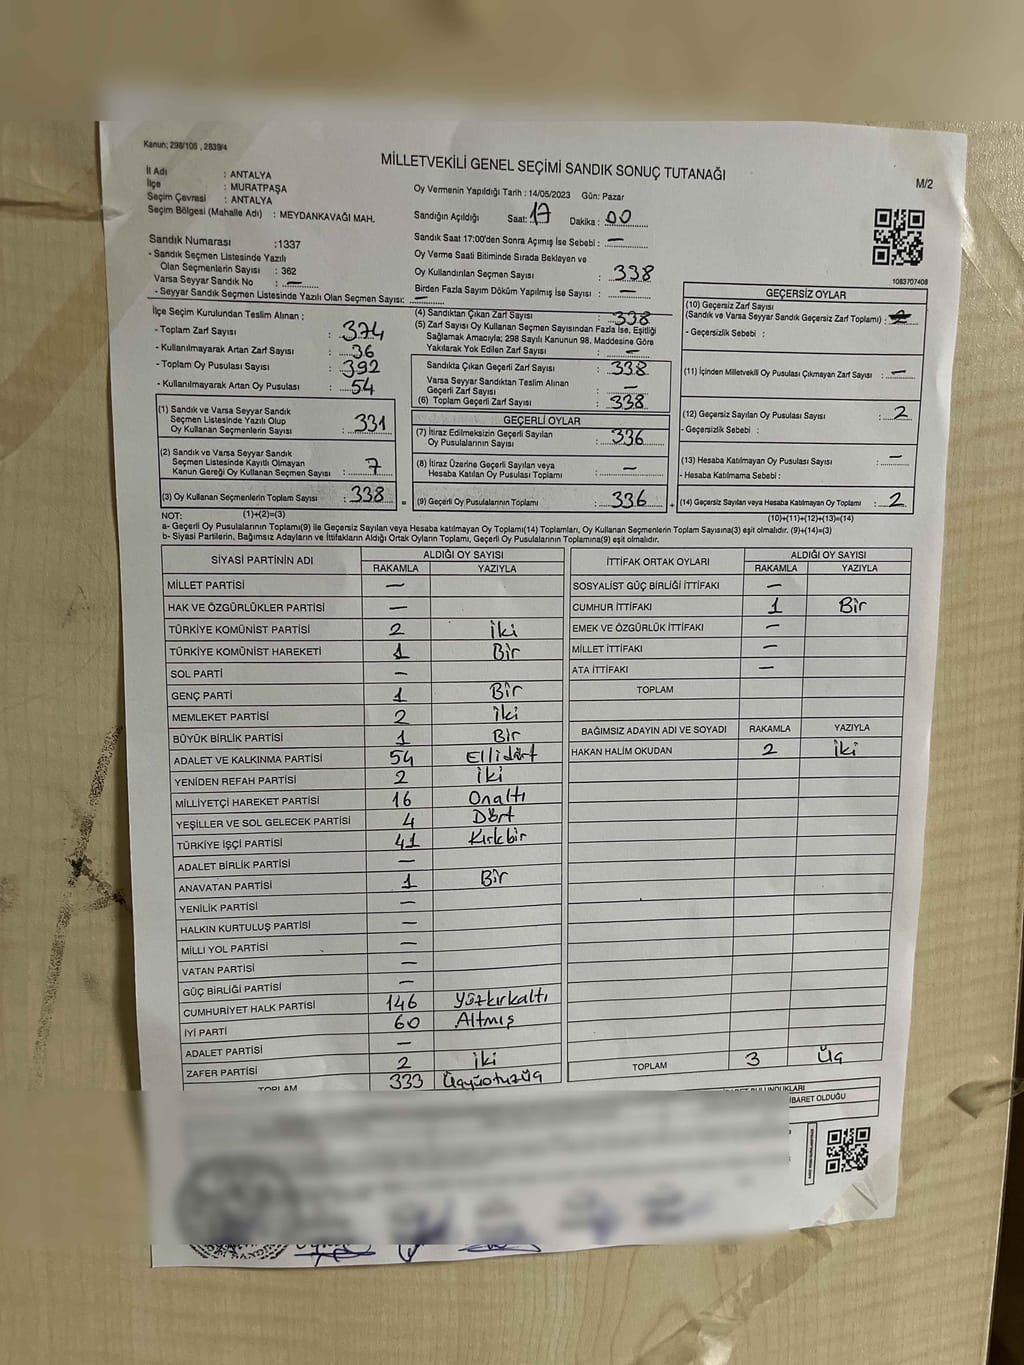 Kanun; 298/106 , 2839/4
MİLLETVEKİLİ GENEL SEÇİMİ SANDIK SONUÇ TUTANAĞI
M/2
İl Adı : ANTALYA
İlçe : MURATPAŞA
Seçim Çevresi : ANTALYA
Seçim Bölgesi (Mahalle Adı) : MEYDANKAVAĞI MAH.
Sandık Numarası :1337
- Sandık Seçmen Listesinde Yazılı
Olan Seçmenlerin Sayısı : 362
Varsa Seyyar Sandık No : —
- Seyyar Sandık Seçmen Listesinde Yazılı Olan Seçmen Sayısı: —
Oy Vermenin Yapıldığı Tarih : 14/05/2023 Gün: Pazar
Sandığın Açıldığı Saat: 17 Dakika : 00
Sandık Saat 17:00'den Sonra Açılmış İse Sebebi : —
Oy Verme Saati Bitiminde Sırada Bekleyen ve
Oy Kullandırılan Seçmen Sayısı : 338
Birden Fazla Sayım Döküm Yapılmış İse Sayısı : —
1083707408
İlçe Seçim Kurulundan Teslim Alınan ;
- Toplam Zarf Sayısı : 374
- Kullanılmayarak Artan Zarf Sayısı : 36
- Toplam Oy Pusulası : 392
- Kullanılmayarak Artan Oy Pusulası : 54
(1) Sandık ve Varsa Seyyar Sandık
Seçmen Listesinde Yazılı Olup
Oy Kullanan Seçmenlerin Sayısı : 331
(2) Sandık ve Varsa Seyyar Sandık
Seçmen Listesinde Kayıtlı Olmayan
Kanun Gereği Oy Kullanan Seçmen Sayısı : 7
(3) Oy Kullanan Seçmenlerin Toplam Sayısı : 338
(1)+(2)=(3)
(4) Sandıktan Çıkan Zarf Sayısı : 338
(5) Zarf Sayısı Oy Kullanan Seçmen Sayısından Fazla İse, Eşitliği
Sağlamak Amacıyla; 298 Sayılı Kanunun 98. Maddesine Göre
Yakılarak Yok Edilen Zarf Sayısı : —
Sandıkta Çıkan Geçerli Zarf Sayısı : 338
Varsa Seyyar Sandıktan Teslim Alınan
Geçerli Zarf Sayısı : —
(6) Toplam Geçerli Zarf Sayısı : 338
GEÇERLİ OYLAR
(7) İtiraz Edilmeksizin Geçerli Sayılan
Oy Pusulalarının Sayısı : 336
(8) İtiraz Üzerine Geçerli Sayılan veya
Hesaba Katılan Oy Pusulası Toplamı : —
= (9) Geçerli Oy Pusulalarının Toplamı : 336 +
GEÇERSİZ OYLAR
(10) Geçersiz Zarf Sayısı
(Sandık ve Varsa Seyyar Sandık Geçersiz Zarf Toplamı) :
- Geçersizlik Sebebi :
(11) İçinden Milletvekili Oy Pusulası Çıkmayan Zarf Sayısı : —
(12) Geçersiz Sayılan Oy Pusulası Sayısı : 2
- Geçersizlik Sebebi :
(13) Hesaba Katılmayan Oy Pusulası Sayısı : —
- Hesaba Katılmama Sebebi :
(14) Geçersiz Sayılan veya Hesaba Katılmayan Oy Toplamı : 2
(10)+(11)+(12)+(13)=(14)
NOT:
a- Geçerli Oy Pusulalarının Toplamı(9) ile Geçersiz Sayılan veya Hesaba katılmayan Oy Toplamı(14) Toplamları, Oy Kullanan Seçmenlerin Toplam Sayısına(3) eşit olmalıdır. (9)+(14)=(3)
b- Siyasi Partilerin, Bağımsız Adayların ve İttifakların Aldığı Ortak Oyların Toplamı, Geçerli Oy Pusulalarının Toplamına(9) eşit olmalıdır.
SİYASİ PARTİNİN ADI ALDIĞI OY SAYISI
RAKAMLA YAZIYLA
MİLLET PARTİSİ —
HAK VE ÖZGÜRLÜKLER PARTİSİ —
TÜRKİYE KOMÜNİST PARTİSİ 2 İki
TÜRKİYE KOMÜNİST HAREKETİ 1 Bir
SOL PARTİ —
GENÇ PARTİ 1 Bir
MEMLEKET PARTİSİ 2 İki
BÜYÜK BİRLİK PARTİSİ 1 Bir
ADALET VE KALKINMA PARTİSİ 54 Ellidört
YENİDEN REFAH PARTİSİ 2 İki
MİLLİYETÇİ HAREKET PARTİSİ 16 Onaltı
YEŞİLLER VE SOL GELECEK PARTİSİ 4 Dört
TÜRKİYE İŞÇİ PARTİSİ 41 Kırkbir
ADALET BİRLİK PARTİSİ —
ANAVATAN PARTİSİ 1 Bir
YENİLİK PARTİSİ —
HALKIN KURTULUŞ PARTİSİ —
MİLLİ YOL PARTİSİ —
VATAN PARTİSİ —
GÜÇ BİRLİĞİ PARTİSİ —
CUMHURİYET HALK PARTİSİ 146 Yüzkırkaltı
İYİ PARTİ 60 Altmış
ADALET PARTİSİ —
ZAFER PARTİSİ 2 İki
TOPLAM 333 Üçyüotuzüç
İTTİFAK ORTAK OYLARI ALDIĞI OY SAYISI
RAKAMLA YAZIYLA
SOSYALİST GÜÇ BİRLİĞİ İTTİFAKI —
CUMHUR İTTİFAKI 1 Bir
EMEK VE ÖZGÜRLÜK İTTİFAKI —
MİLLET İTTİFAKI —
ATA İTTİFAKI —
TOPLAM
BAĞIMSIZ ADAYIN ADI VE SOYADI RAKAMLA YAZIYLA
HAKAN HALİM OKUDAN 2 İki
TOPLAM 3 Üç
BULUNDUKLARI
İBARET OLDUĞU